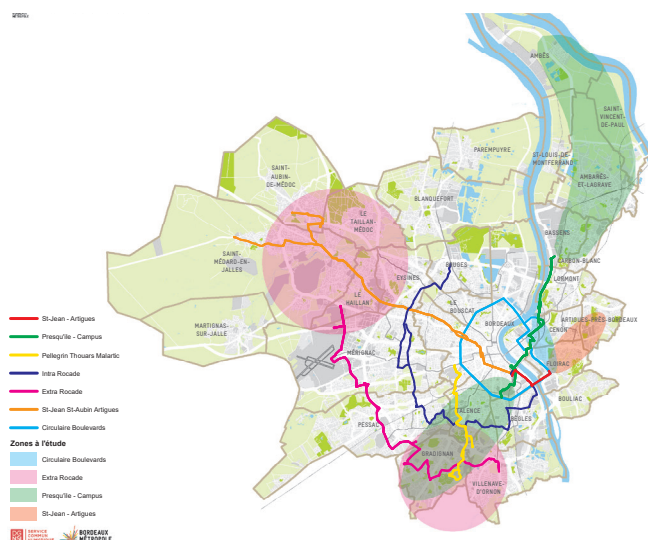 AMBÈS
SAINT-
VINCENT-
DE-PAUL
PAREMPUYRE
ST-LOUIS-DE-
MONTFERRAND
SAINT-
AUBIN-
DE-MÉDOC
AMBARÈS-
ET-LAGRAVE
BLANQUEFORT
LE
TAILLAN-
MÉDOC
BASSENS
SAINT-
MÉDARD-EN-
JALLES
CARBON-BLANC
EYSINES
BRUGES
LORMONT
LE
HAILLAN
LE
BOUSCAT
BORDEAUX
ARTIGUES-PRÈS-BORDEAUX
CENON
MARTIGNAS-
SUR-JALLE
MÉRIGNAC
FLOIRAC
BOULIAC
TALENCE
BÈGLES
PESSAC
GRADIGNAN
VILLENAVE-
D'ORNON
St-Jean - Artigues
Presqu'ile - Campus
Pellegrin Thouars Malartic
Intra Rocade
Extra Rocade
St-Jean St-Aubin Artigues
Circulaire Boulevards
Zones à l'étude
Circulaire Boulevards
Extra Rocade
Presqu'ile - Campus
St-Jean - Artigues
SERVICE
COMMUN
BORDEAUX
MÉTROPOLE